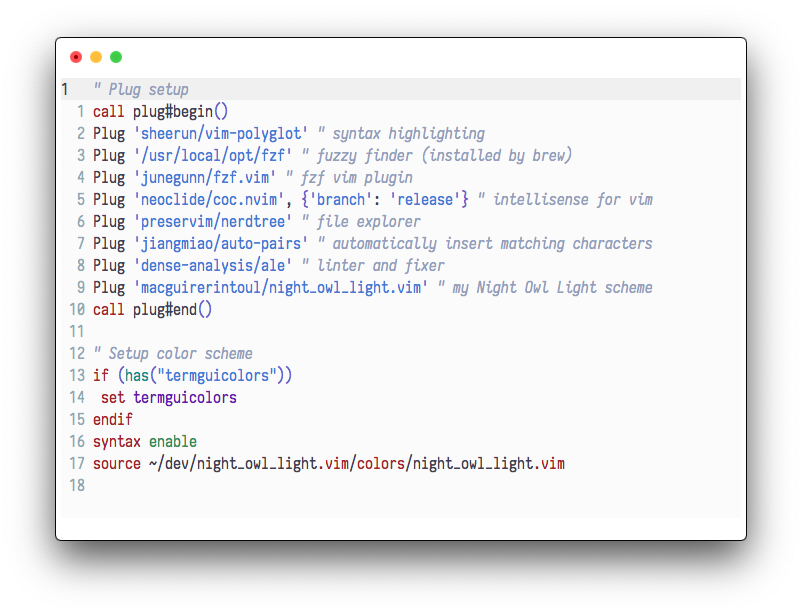 1 " Plug setup
1 call plug#begin()
2 Plug 'sheerun/vim-polyglot' " syntax highlighting
3 Plug '/usr/local/opt/fzf' " fuzzy finder (installed by brew)
4 Plug 'junegunn/fzf.vim' " fzf vim plugin
5 Plug 'neoclide/coc.nvim', {'branch': 'release'} " intellisense for vim
6 Plug 'preservim/nerdtree' " file explorer
7 Plug 'jiangmiao/auto-pairs' " automatically insert matching characters
8 Plug 'dense-analysis/ale' " linter and fixer
9 Plug 'macguirerintoul/night_owl_light.vim' " my Night Owl Light scheme
10 call plug#end()
11
12 " Setup color scheme
13 if (has("termguicolors"))
14  set termguicolors
15 endif
16 syntax enable
17 source ~/dev/night_owl_light.vim/colors/night_owl_light.vim
18